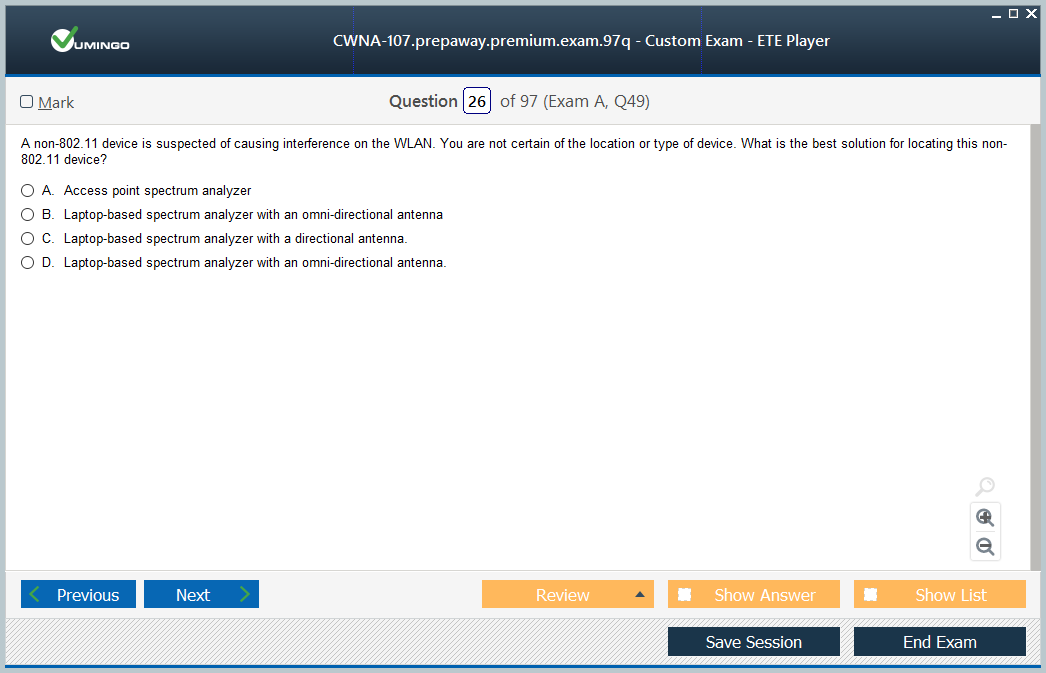 VUMINGO
CWNA-107.prepaway.premium.exam.97q - Custom Exam - ETE Player
Mark
Question 26 of 97 (Exam A, Q49)
A non-802.11 device is suspected of causing interference on the WLAN. You are not certain of the location or type of device. What is the best solution for locating this non-
802.11 device?
A. Access point spectrum analyzer
B. Laptop-based spectrum analyzer with an omni-directional antenna
C. Laptop-based spectrum analyzer with a directional antenna.
D. Laptop-based spectrum analyzer with an omni-directional antenna.
Previous Next Review Show Answer Show List
Save Session End Exam